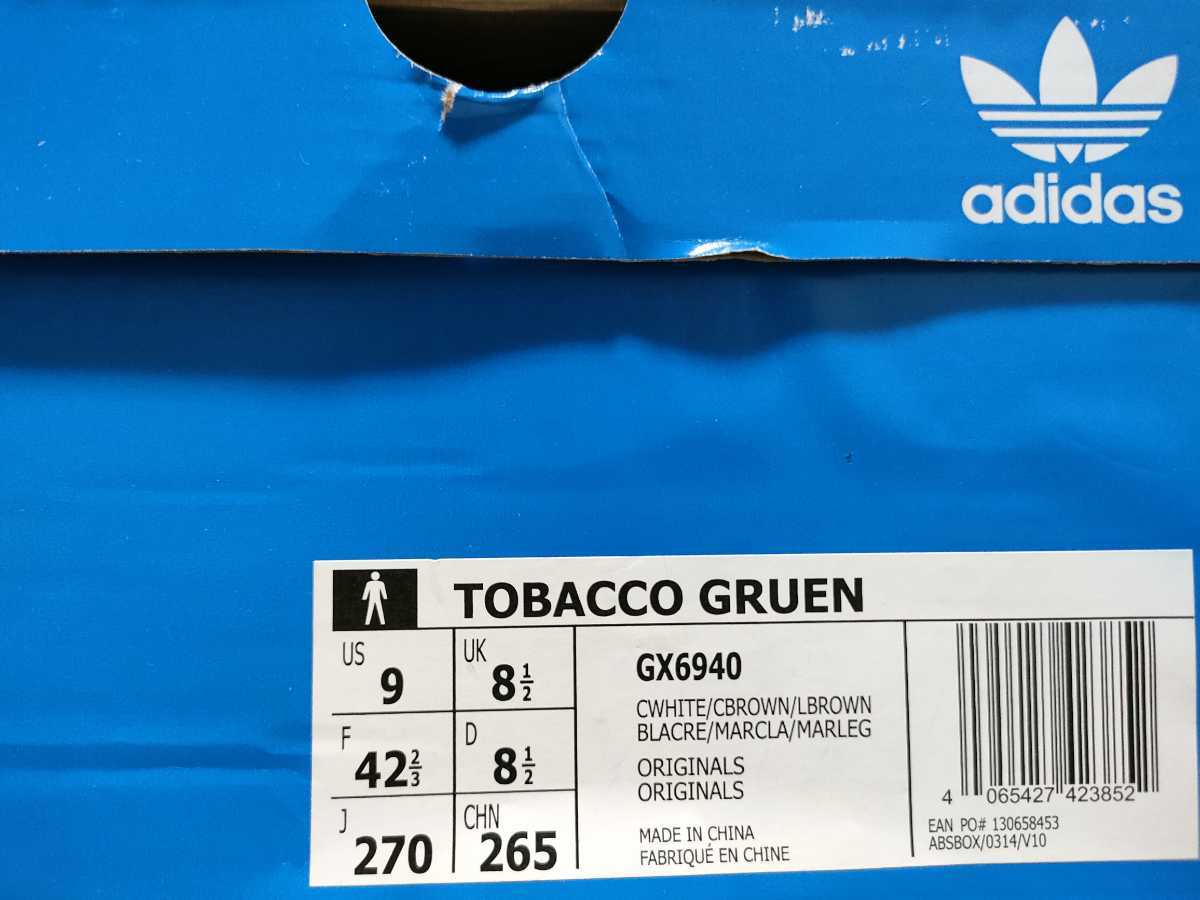 adidas
TOBACCO GRUEN
US 9
UK 8 1/2
F 42 2/3
D 8 1/2
J 270
CHN 265
GX6940
CWHITE/CBROWN/LBROWN
BLACRE/MARCLA/MARLEG
ORIGINALS
ORIGINALS
MADE IN CHINA
FABRIQUÉ EN CHINE
4 065427 423852
EAN PO# 130658453
ABSBOX/0314/V10